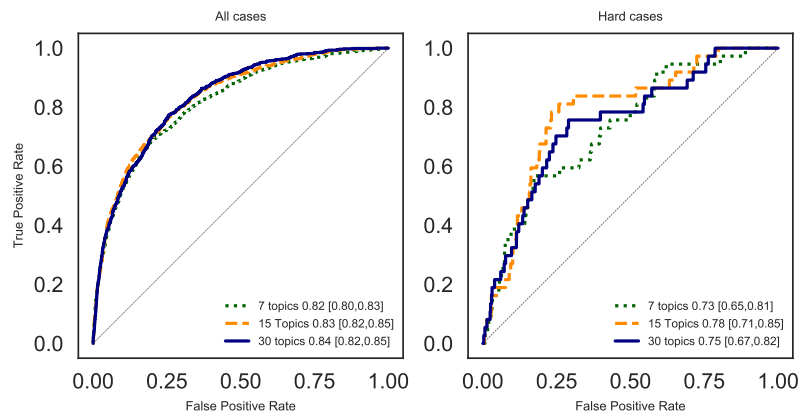 All cases
True Positive Rate
1.0
0.8
0.6
0.4
0.2
0.0
7 topics 0.82 [0.80,0.83]
15 Topics 0.83 [0.82,0.85]
30 topics 0.84 [0.82,0.85]
0.00 0.25 0.50 0.75 1.00
False Positive Rate
Hard cases
1.0
0.8
0.6
0.4
0.2
0.0
7 topics 0.73 [0.65,0.81]
15 Topics 0.78 [0.71,0.85]
30 topics 0.75 [0.67,0.82]
0.00 0.25 0.50 0.75 1.00
False Positive Rate